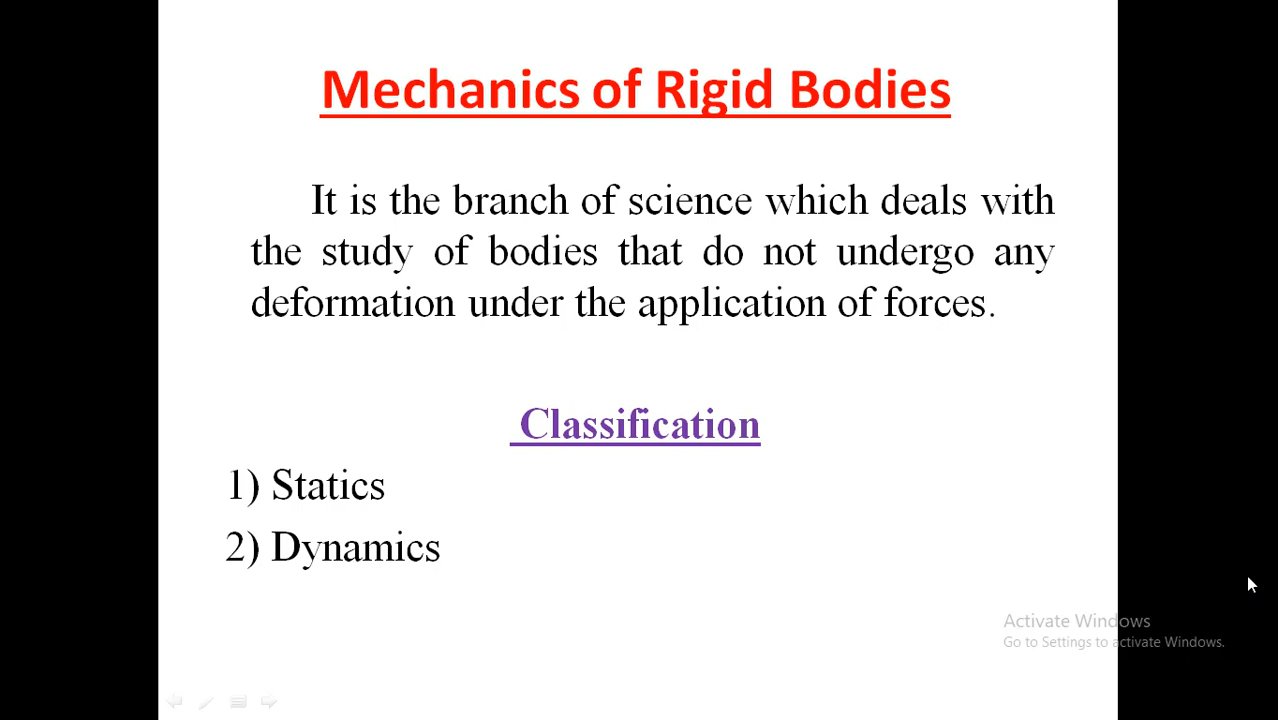 Mechanics of Rigid Bodies
It is the branch of science which deals with
the study of bodies that do not undergo any
deformation under the application of forces.
Classification
1) Statics
2) Dynamics
Activate Windows
Go to Settings to activate Windows.